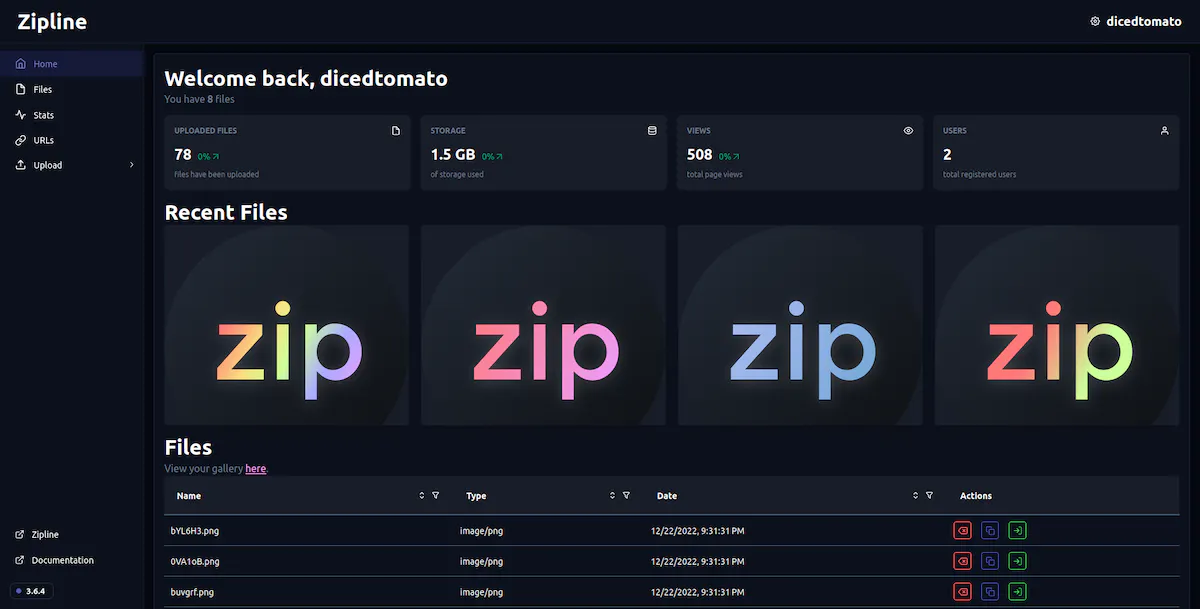 Zipline
dicedtomato
Home
Files
Stats
URLs
Upload
Zipline
Documentation
3.6.4
Welcome back, dicedtomato
You have 8 files
UPLOADED FILES
78 0%
files have been uploaded
STORAGE
1.5 GB 0%
of storage used
VIEWS
508 0%
total page views
USERS
2
total registered users
Recent Files
zip
zip
zip
zip
Files
View your gallery here.
Name Type Date Actions
bYL6H3.png image/png 12/22/2022, 9:31:31 PM
0VA1oB.png image/png 12/22/2022, 9:31:31 PM
buvgrf.png image/png 12/22/2022, 9:31:31 PM